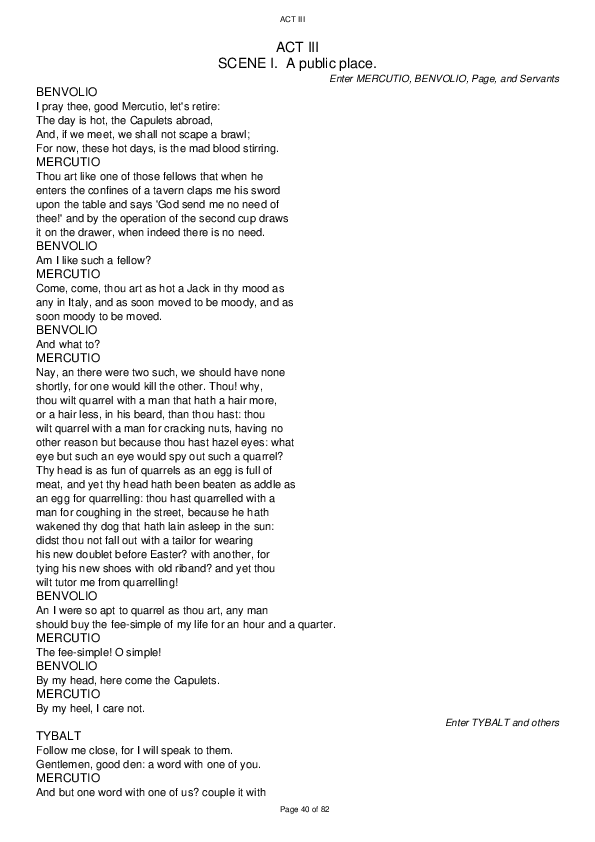 ACT III
ACT III
SCENE I.  A public place.
Enter MERCUTIO, BENVOLIO, Page, and Servants
BENVOLIO
I pray thee, good Mercutio, let's retire:
The day is hot, the Capulets abroad,
And, if we meet, we shall not scape a brawl;
For now, these hot days, is the mad blood stirring.
MERCUTIO
Thou art like one of those fellows that when he
enters the confines of a tavern claps me his sword
upon the table and says 'God send me no need of
thee!' and by the operation of the second cup draws
it on the drawer, when indeed there is no need.
BENVOLIO
Am I like such a fellow?
MERCUTIO
Come, come, thou art as hot a Jack in thy mood as
any in Italy, and as soon moved to be moody, and as
soon moody to be moved.
BENVOLIO
And what to?
MERCUTIO
Nay, an there were two such, we should have none
shortly, for one would kill the other. Thou! why,
thou wilt quarrel with a man that hath a hair more,
or a hair less, in his beard, than thou hast: thou
wilt quarrel with a man for cracking nuts, having no
other reason but because thou hast hazel eyes: what
eye but such an eye would spy out such a quarrel?
Thy head is as fun of quarrels as an egg is full of
meat, and yet thy head hath been beaten as addle as
an egg for quarrelling: thou hast quarrelled with a
man for coughing in the street, because he hath
wakened thy dog that hath lain asleep in the sun:
didst thou not fall out with a tailor for wearing
his new doublet before Easter? with another, for
tying his new shoes with old riband? and yet thou
wilt tutor me from quarrelling!
BENVOLIO
An I were so apt to quarrel as thou art, any man
should buy the fee-simple of my life for an hour and a quarter.
MERCUTIO
The fee-simple! O simple!
BENVOLIO
By my head, here come the Capulets.
MERCUTIO
By my heel, I care not.
Enter TYBALT and others
TYBALT
Follow me close, for I will speak to them.
Gentlemen, good den: a word with one of you.
MERCUTIO
And but one word with one of us? couple it with
Page 40 of 82